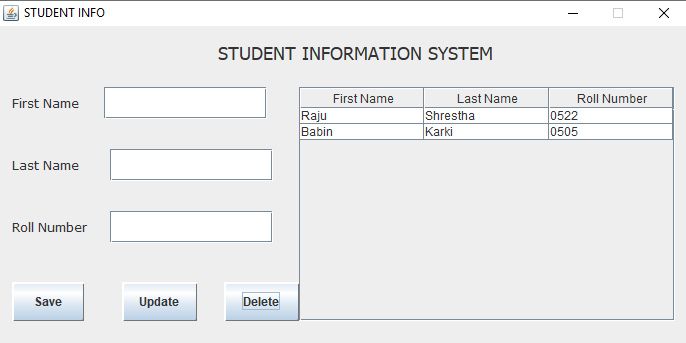 STUDENT INFO
STUDENT INFORMATION SYSTEM
First Name
Last Name
Roll Number
Save Update Delete
First Name Last Name Roll Number
Raju Shrestha 0522
Babin Karki 0505